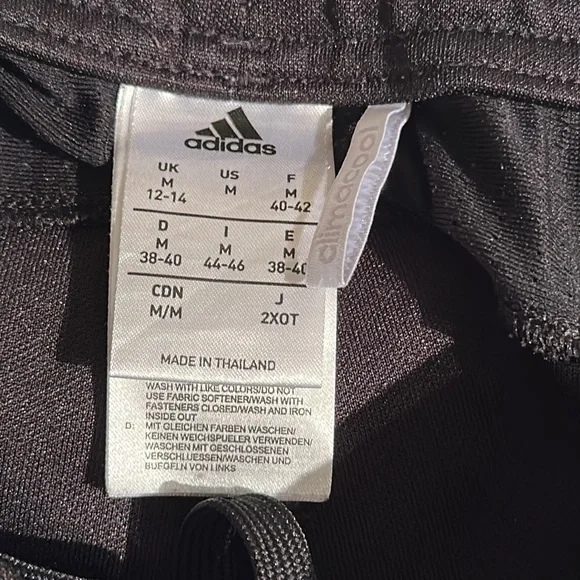 adidas
UK US F
M M M
12-14 40-42
D I E
M M M
38-40 44-46 38-40
CDN J
M/M 2XOT
MADE IN THAILAND
WASH WITH LIKE COLORS/DO NOT
USE FABRIC SOFTENER/WASH WITH
FASTENERS CLOSED/WASH AND IRON
INSIDE OUT
D: MIT GLEICHEN FARBEN WASCHEN/
KEINEN WEICHSPUELER VERWENDEN/
WASCHEN MIT GESCHLOSSENEN
VERSCHLUESSEN/WASCHEN UND
BUEGELN VON LINKS
climacool